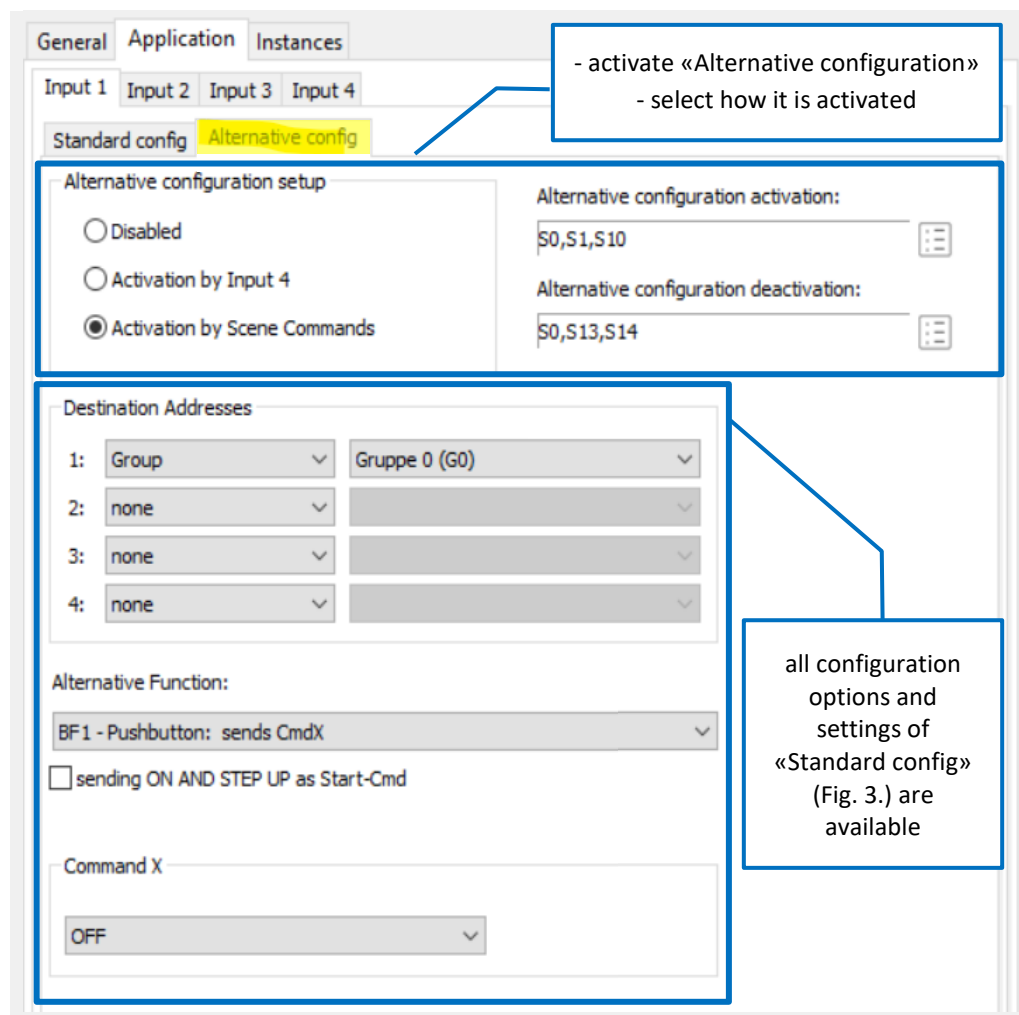 General Application Instances
- activate «Alternative configuration»
- select how it is activated
Input 1 Input 2 Input 3 Input 4
Standard config Alternative config
Alternative configuration setup
Disabled
Activation by Input 4
Activation by Scene Commands
Alternative configuration activation:
S0,S1,S10
Alternative configuration deactivation:
S0,S13,S14
Destination Addresses
1: Group Gruppe 0 (G0)
2: none
3: none
4: none
Alternative Function:
BF1 - Pushbutton: sends CmdX
sending ON AND STEP UP as Start-Cmd
Command X
OFF
all configuration
options and
settings of
«Standard config»
(Fig. 3.) are
available